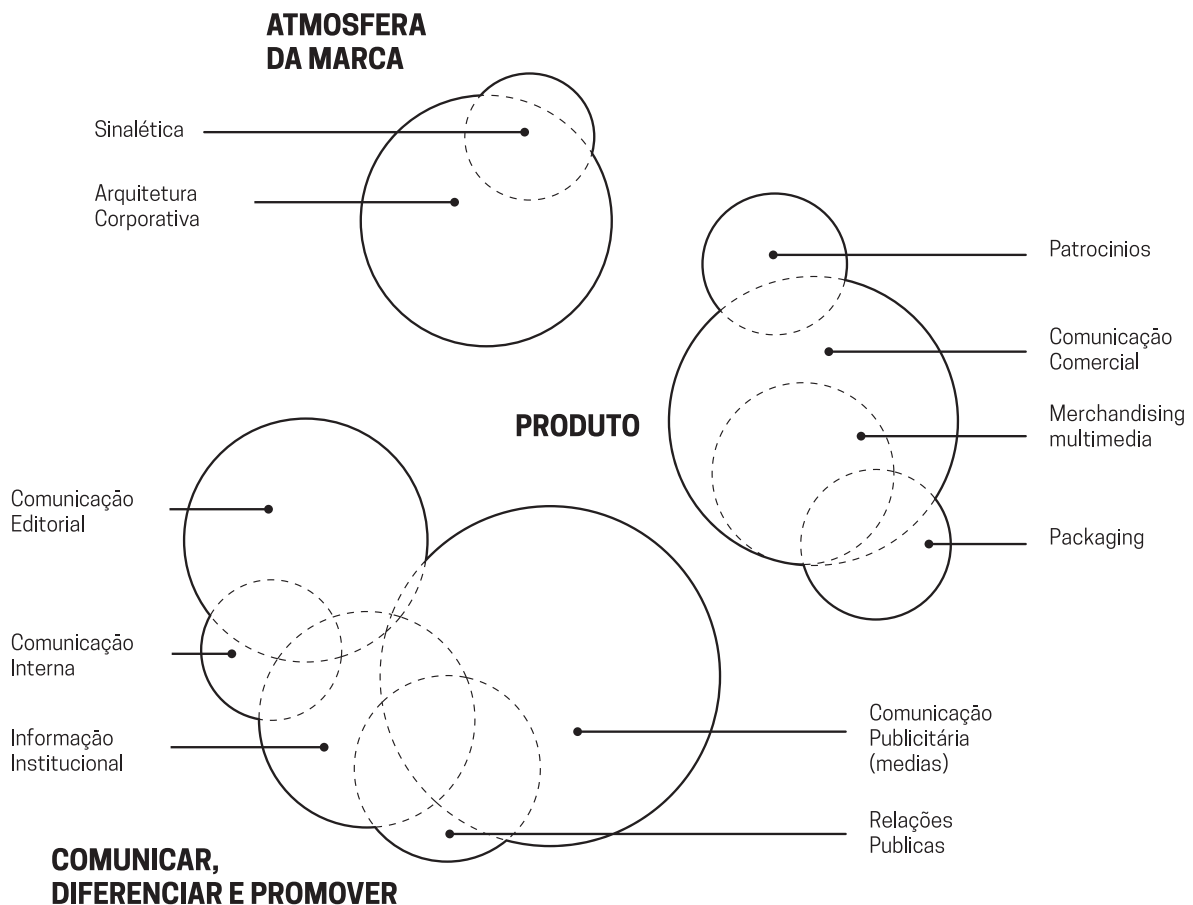 ATMOSFERA
DA MARCA
Sinalética
Arquitetura
Corporativa
Patrocinios
Comunicação
Comercial
Merchandising
multimedia
Packaging
PRODUTO
Comunicação
Editorial
Comunicação
Interna
Informação
Institucional
Comunicação
Publicitária
(medias)
Relações
Publicas
COMUNICAR,
DIFERENCIAR E PROMOVER